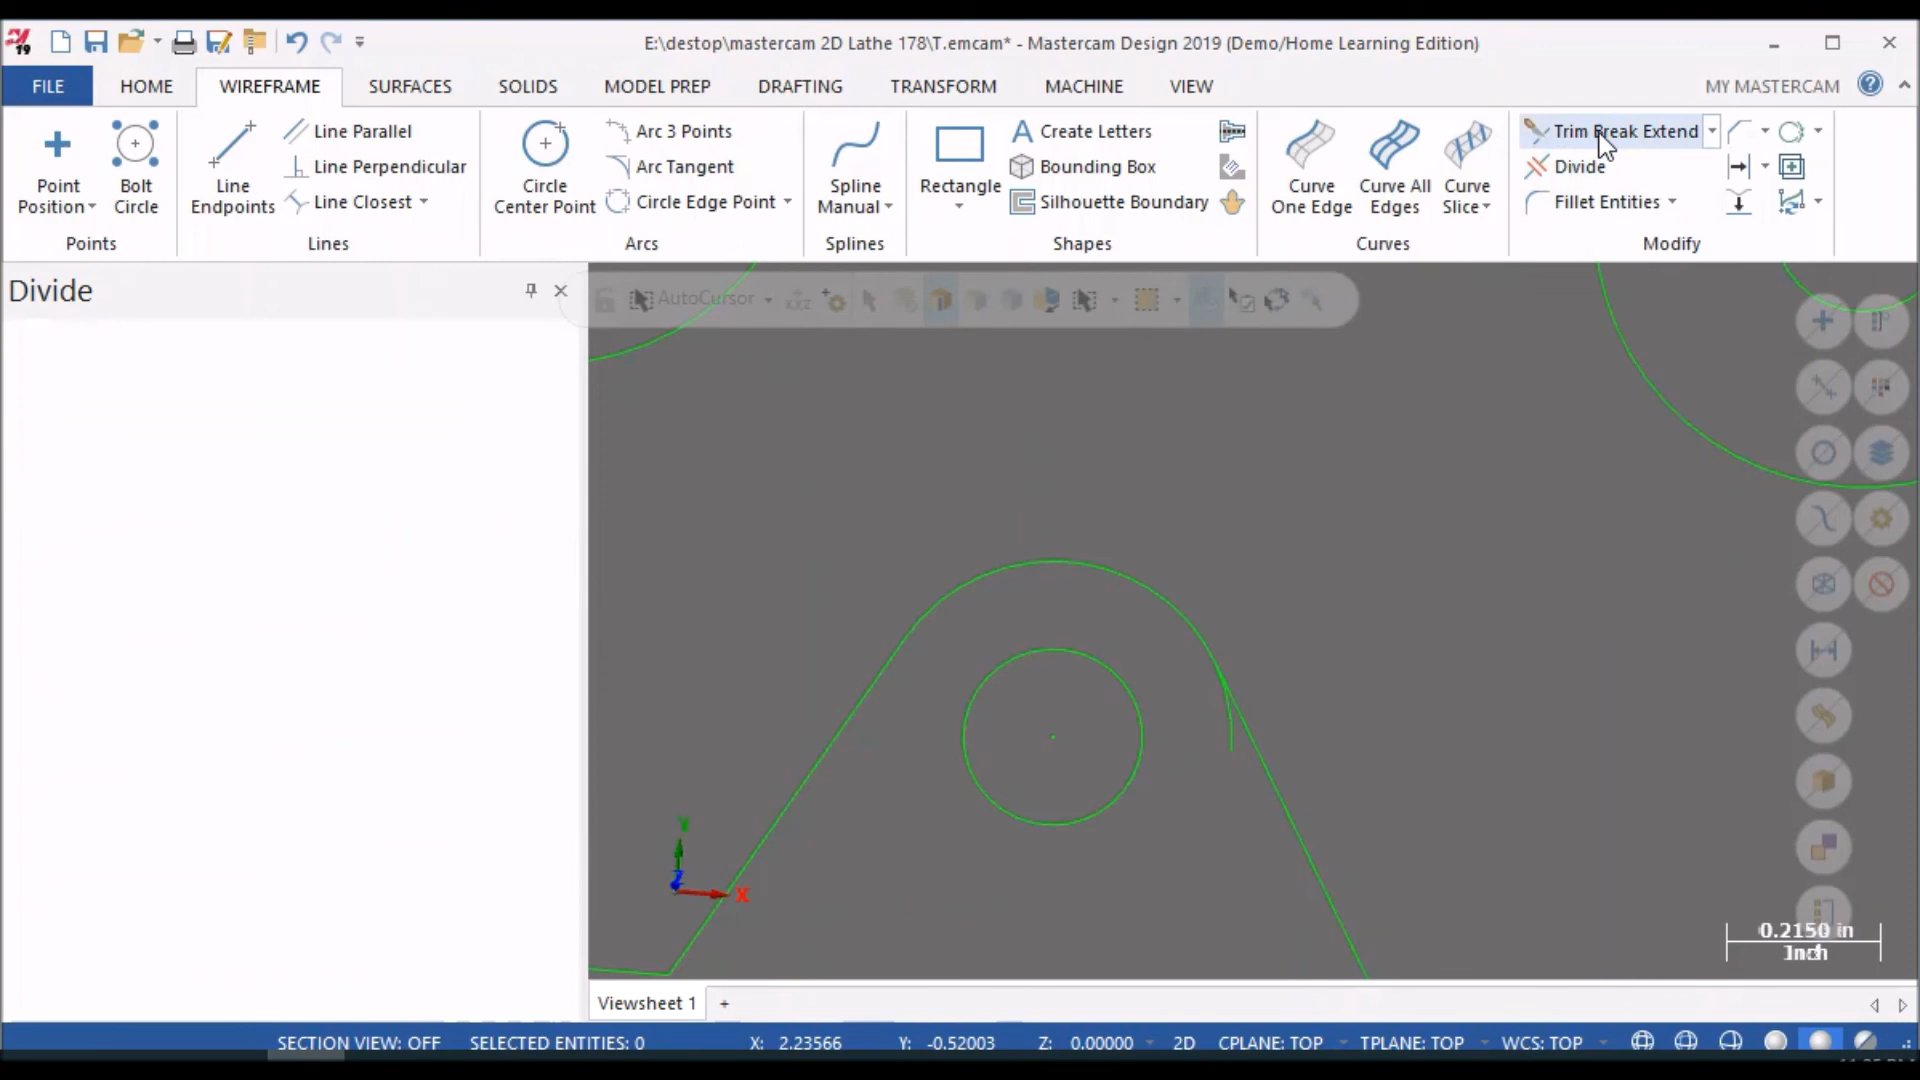 19
E:\destop\mastercam 2D Lathe 178\T.emcam* - Mastercam Design 2019 (Demo/Home Learning Edition)
FILE HOME WIREFRAME SURFACES SOLIDS MODEL PREP DRAFTING TRANSFORM MACHINE VIEW MY MASTERCAM
Point Position
Bolt Circle
Points
Line Endpoints
Line Parallel
Line Perpendicular
Line Closest
Lines
Circle Center Point
Arc 3 Points
Arc Tangent
Circle Edge Point
Arcs
Spline Manual
Splines
Rectangle
Create Letters
Bounding Box
Silhouette Boundary
Shapes
Curve One Edge
Curve All Edges
Curve Slice
Curves
Trim Break Extend
Divide
Fillet Entities
Modify
Divide
AutoCursor
Y
Z
X
0.2150 in
Viewsheet 1 +
SECTION VIEW: OFF SELECTED ENTITIES: 0 X: 2.23566 Y: -0.52003 Z: 0.00000 2D CPLANE: TOP TPLANE: TOP WCS: TOP